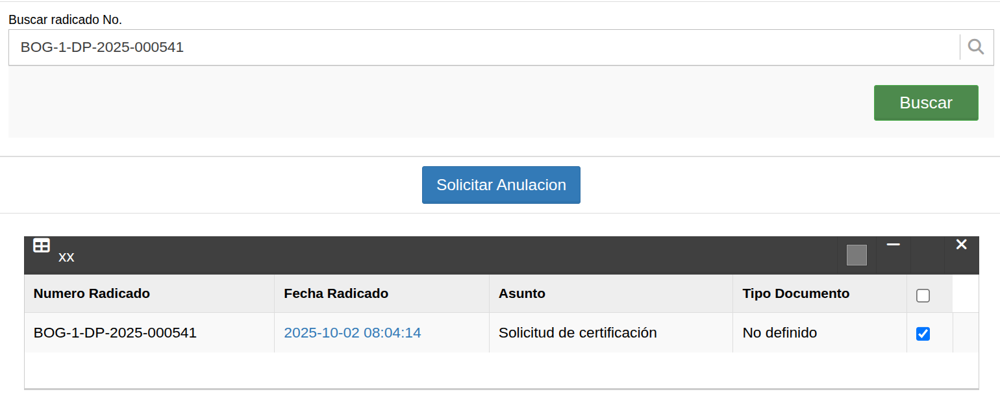 Buscar radicado No.
BOG-1-DP-2025-000541
Buscar
Solicitar Anulacion
xx
Numero Radicado Fecha Radicado Asunto Tipo Documento
BOG-1-DP-2025-000541 2025-10-02 08:04:14 Solicitud de certificación No definido